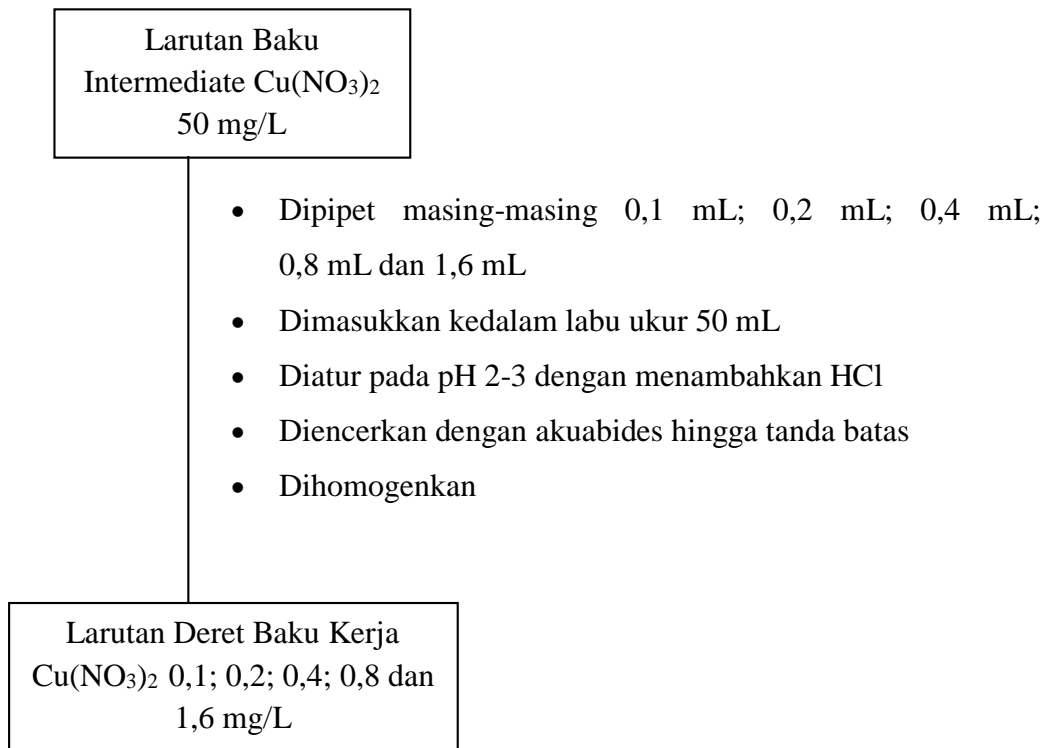 Larutan Baku
Intermediate Cu(NO₃)₂
50 mg/L
• Dipipet masing-masing 0,1 mL; 0,2 mL; 0,4 mL;
0,8 mL dan 1,6 mL
• Dimasukkan kedalam labu ukur 50 mL
• Diatur pada pH 2-3 dengan menambahkan HCl
• Diencerkan dengan akuabides hingga tanda batas
• Dihomogenkan
Larutan Deret Baku Kerja
Cu(NO₃)₂ 0,1; 0,2; 0,4; 0,8 dan
1,6 mg/L